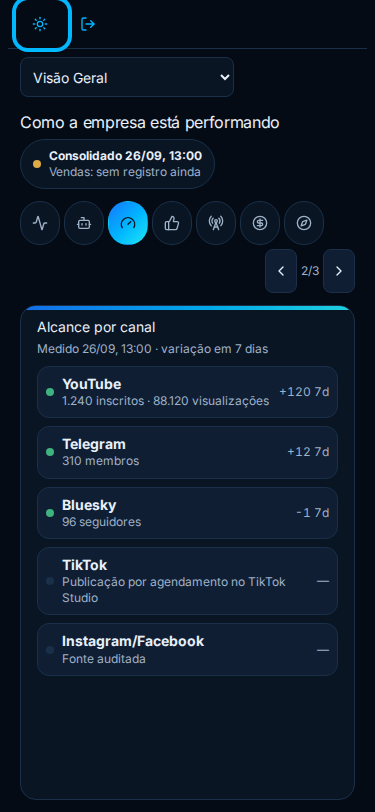 Visão Geral
Como a empresa está performando
Consolidado 26/09, 13:00
Vendas: sem registro ainda
2/3
Alcance por canal
Medido 26/09, 13:00 · variação em 7 dias
YouTube
1.240 inscritos · 88.120 visualizações
+120 7d
Telegram
310 membros
+12 7d
Bluesky
96 seguidores
-1 7d
TikTok
Publicação por agendamento no TikTok
Studio
—
Instagram/Facebook
Fonte auditada
—